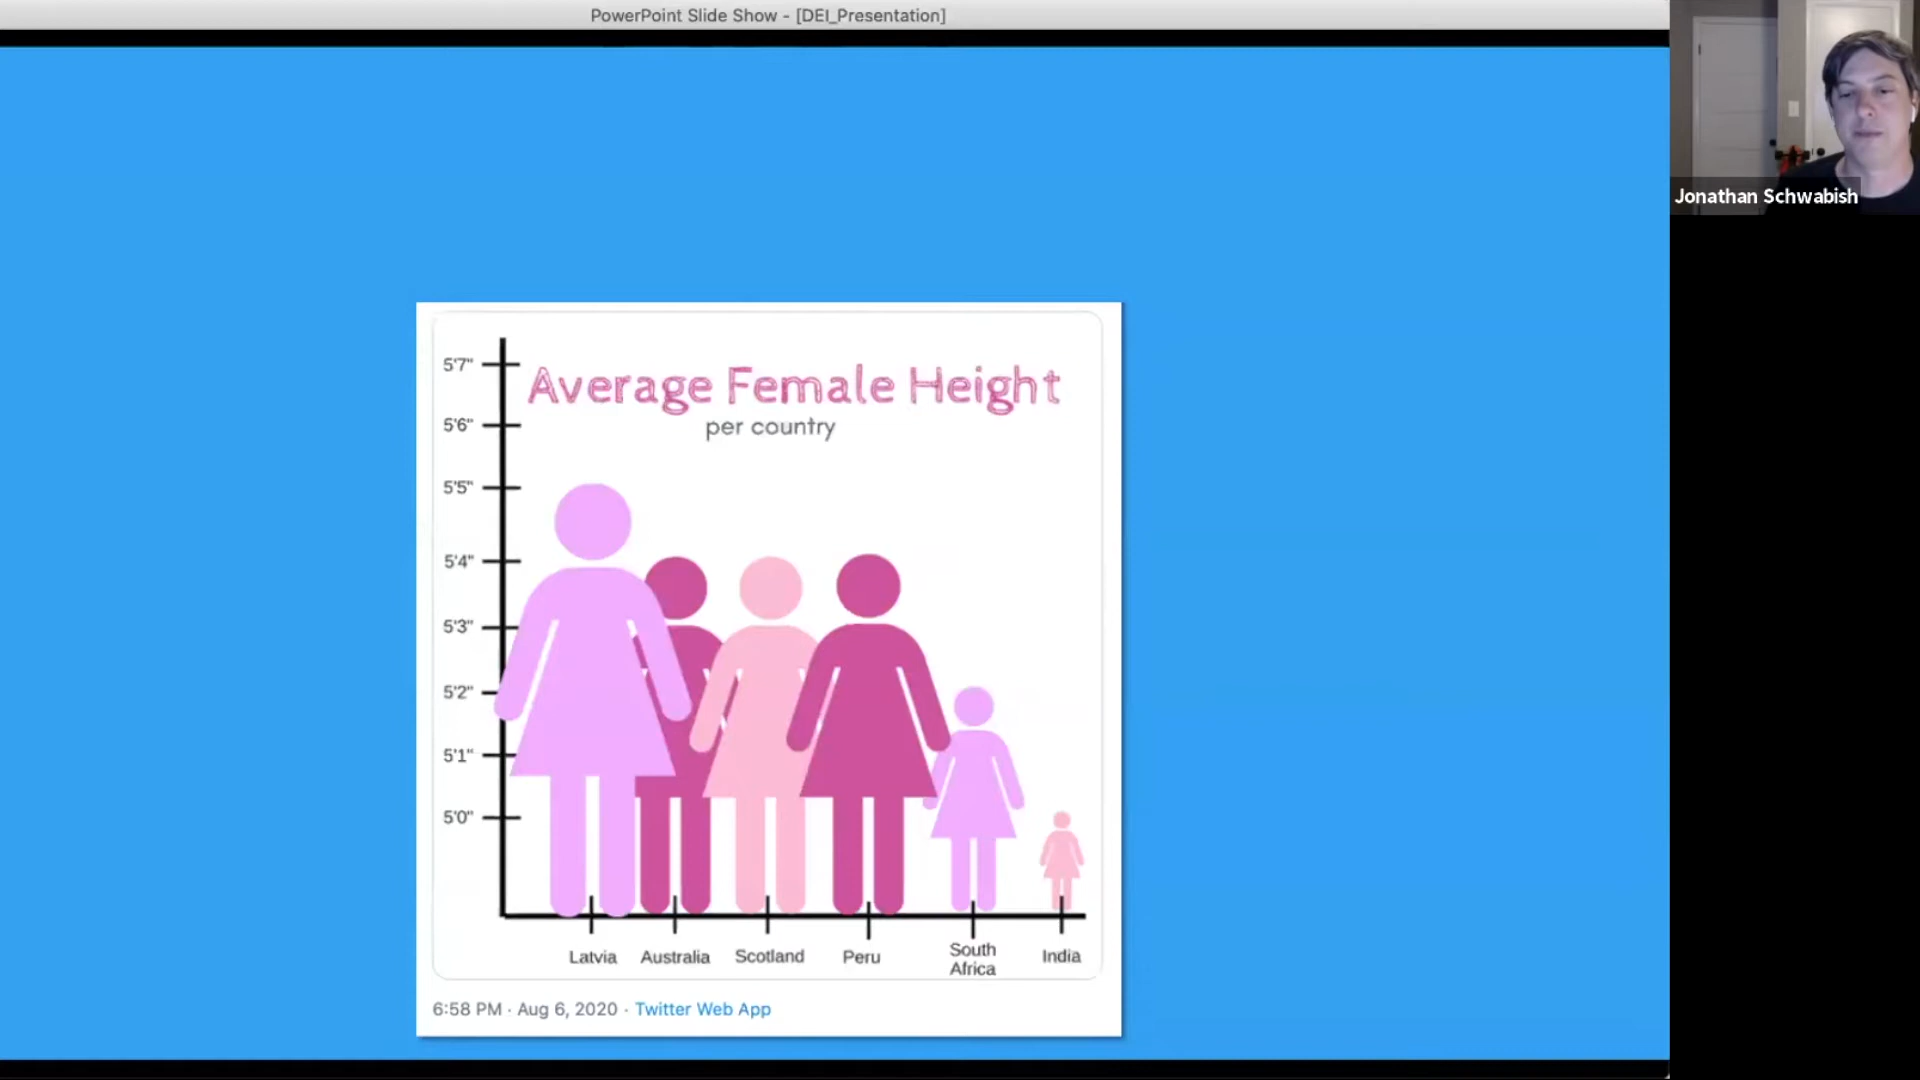 PowerPoint Slide Show - [DEI_Presentation]
Jonathan Schwabish
Average Female Height
per country
5'7"
5'6"
5'5"
5'4"
5'3"
5'2"
5'1"
5'0"
Latvia
Australia
Scotland
Peru
South
Africa
India
6:58 PM · Aug 6, 2020 · Twitter Web App